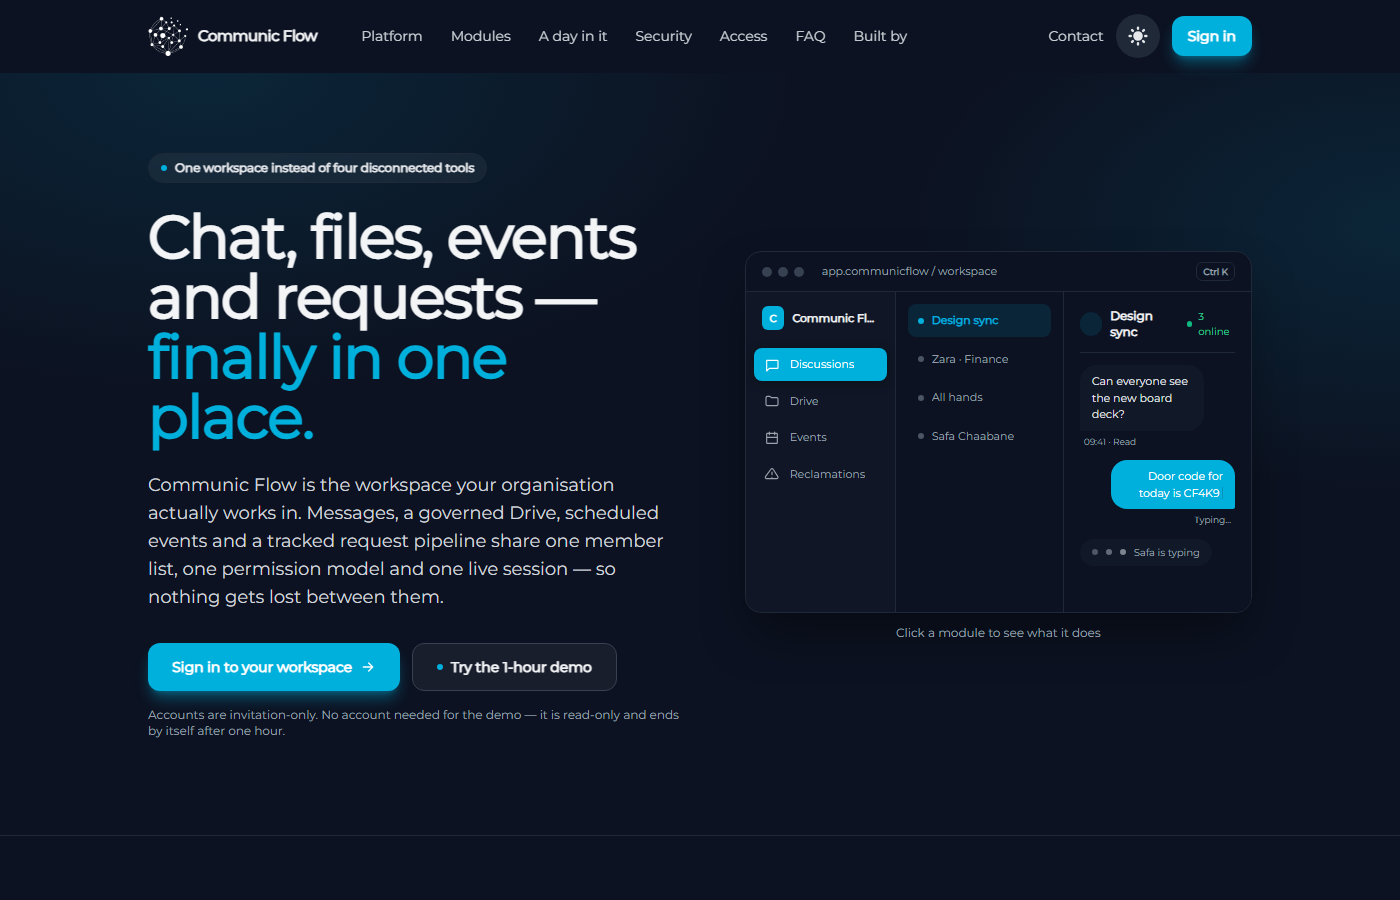 Communic Flow
Platform
Modules
A day in it
Security
Access
FAQ
Built by
Contact
Sign in
One workspace instead of four disconnected tools
Chat, files, events
and requests —
finally in one
place.
Communic Flow is the workspace your organisation
actually works in. Messages, a governed Drive, scheduled
events and a tracked request pipeline share one member
list, one permission model and one live session — so
nothing gets lost between them.
Sign in to your workspace →
Try the 1-hour demo
Accounts are invitation-only. No account needed for the demo — it is read-only and ends
by itself after one hour.
app.communicflow / workspace
Ctrl K
C
Communic Fl...
Discussions
Drive
Events
Reclamations
Design sync
Zara · Finance
All hands
Safa Chaabane
Design
sync
3
online
Can everyone see
the new board
deck?
09:41 · Read
Door code for
today is CF4K9
Typing...
Safa is typing
Click a module to see what it does